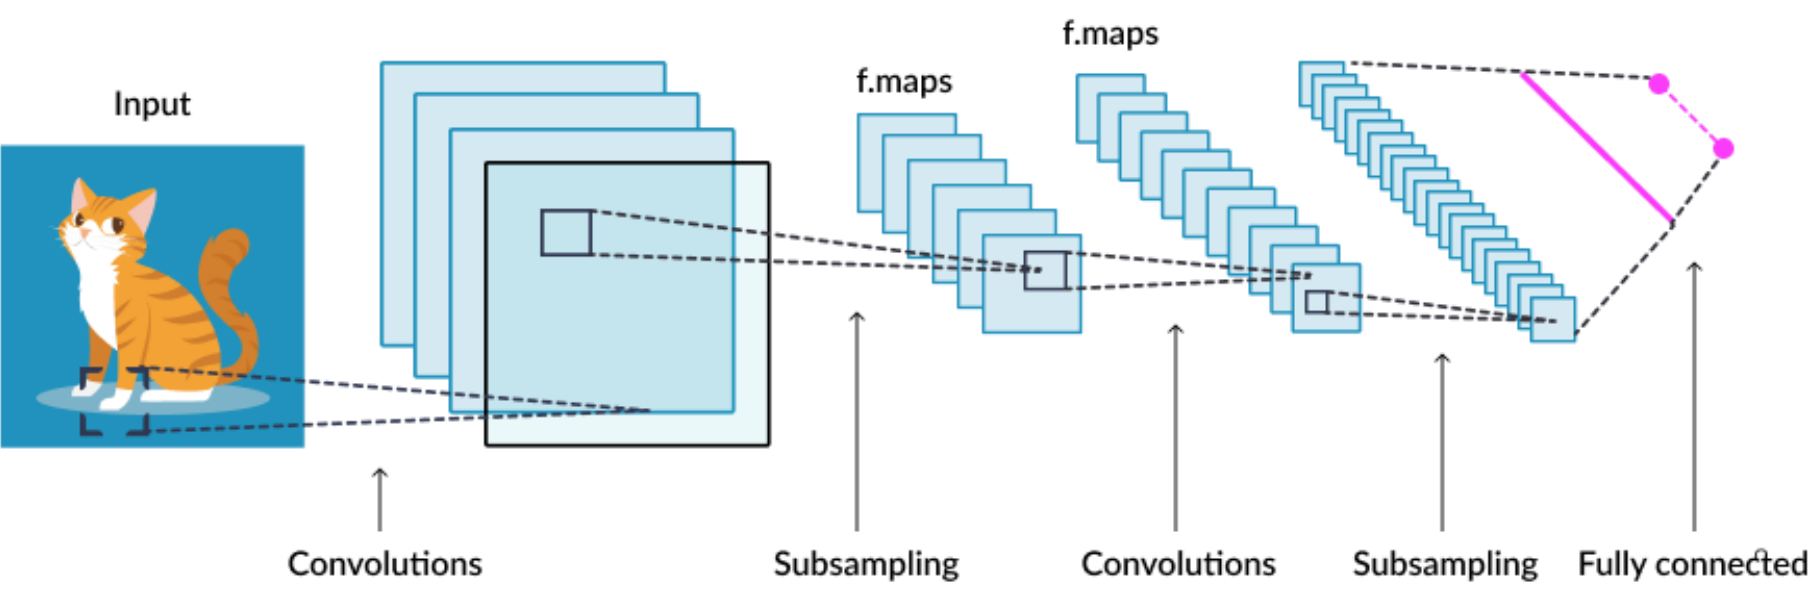 f.maps
f.maps
Input
Convolutions
Subsampling
Convolutions
Subsampling
Fully connected